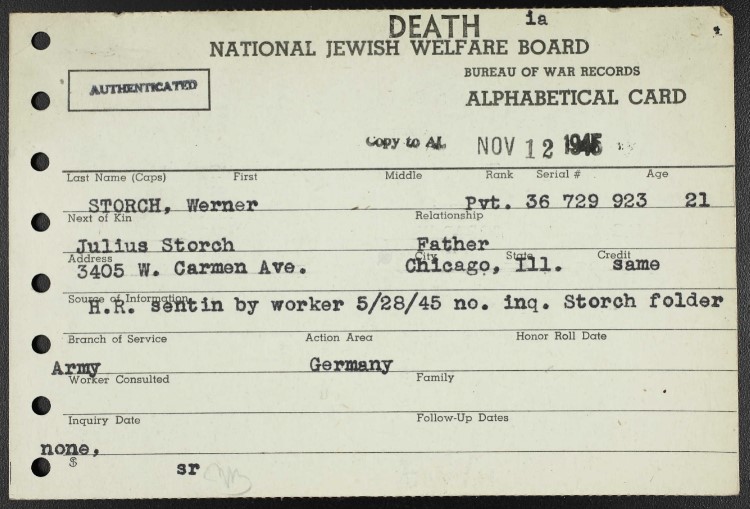 DEATH ia
NATIONAL JEWISH WELFARE BOARD
BUREAU OF WAR RECORDS
AUTHENTICATED
ALPHABETICAL CARD
Copy to AL NOV 12 1945
Last Name (Caps) First Middle Rank Serial # Age
STORCH, Werner Pvt. 36 729 923 21
Next of Kin Relationship
Julius Storch Father
Address City State Credit
3405 W. Carmen Ave. Chicago, Ill. same
Source of Information
H.R. sentin by worker 5/28/45 no. inq. Storch folder
Branch of Service Action Area Honor Roll Date
Army Germany
Worker Consulted Family
Inquiry Date Follow-Up Dates
none,
$ sr